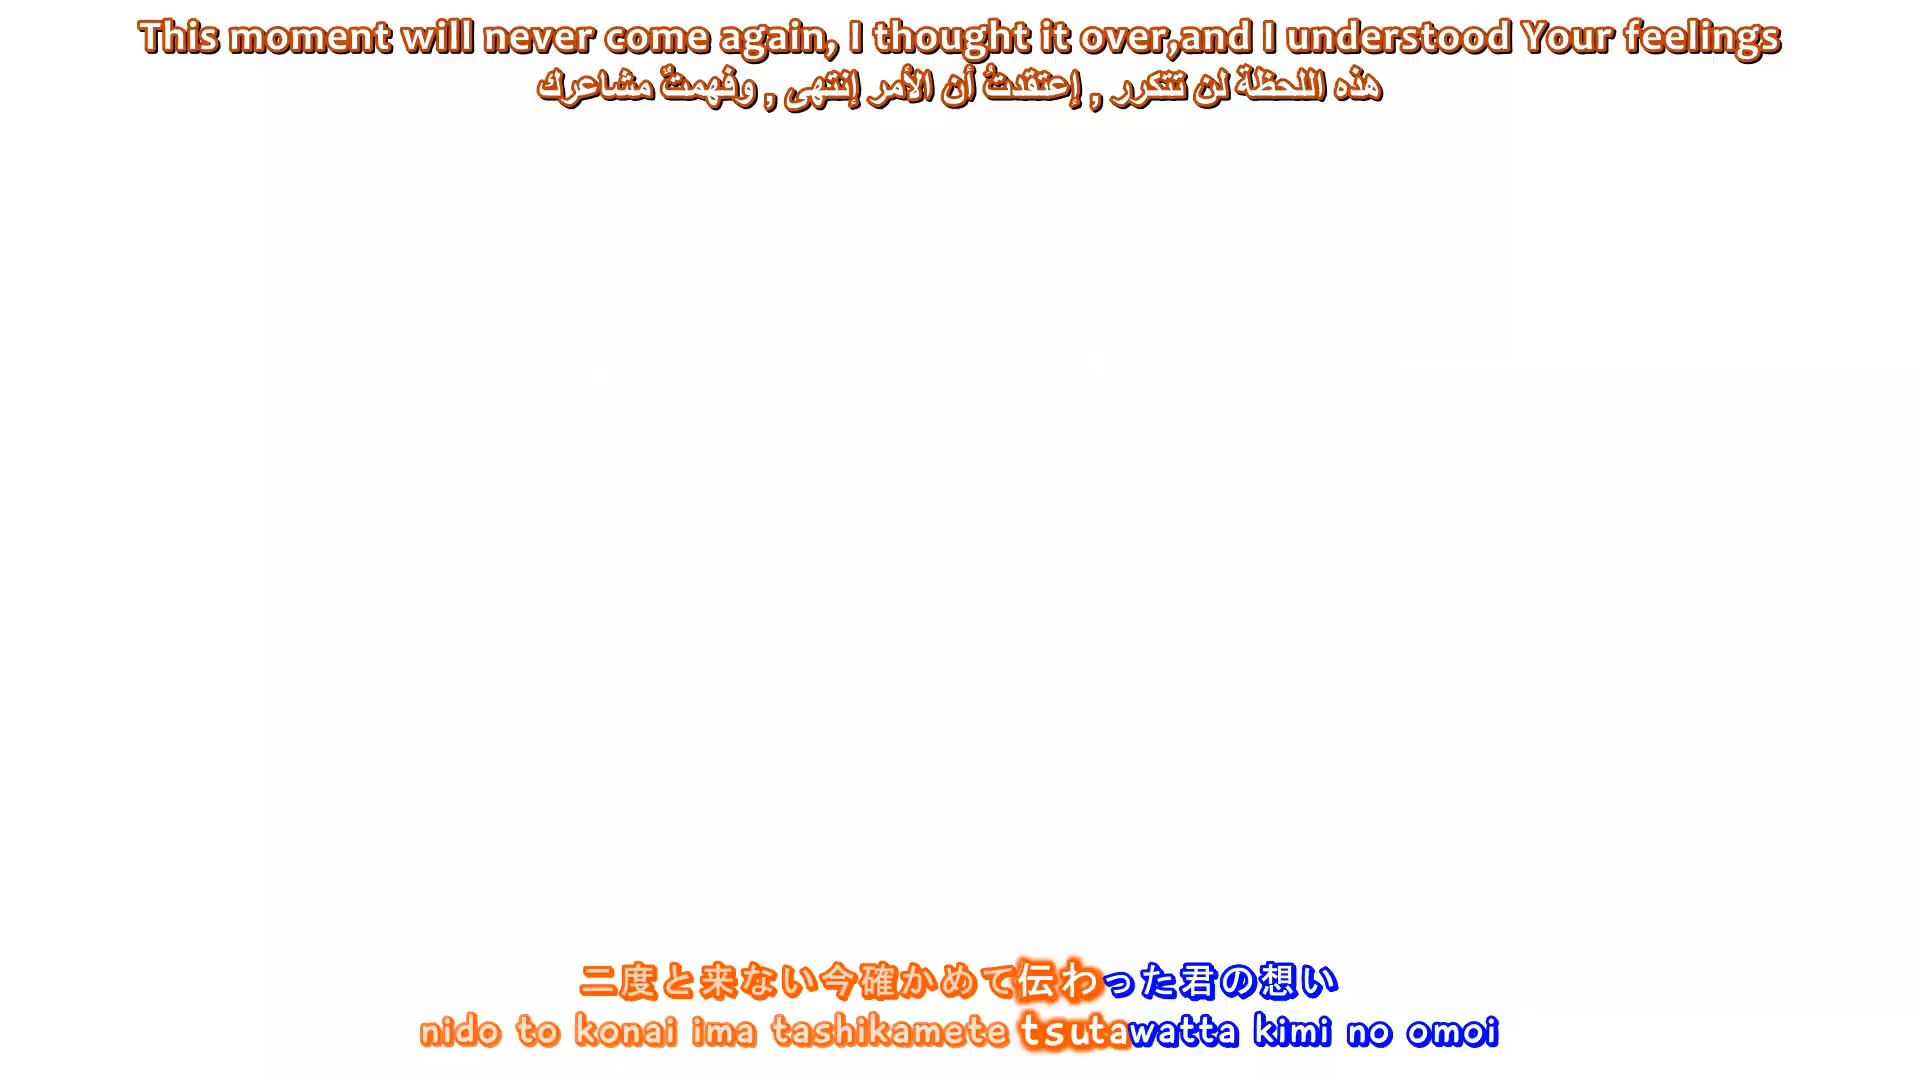 This moment will never come again, I thought it over,and I understood Your feelings
هذه اللحظة لن تتكرر , إعتقدتُ أن الأمر إنتهى , وفهمتٌ مشاعرك
二度と来ない今確かめて伝わった君の想い
nido to konai ima tashikamete tsutawatta kimi no omoi